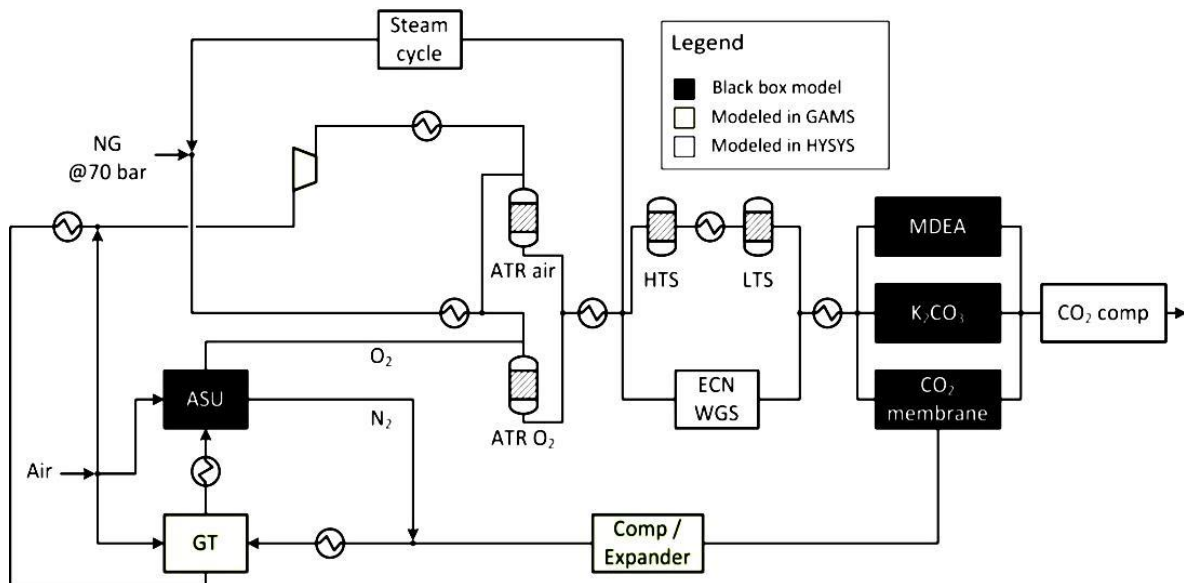 Steam
cycle
Legend
Black box model
Modeled in GAMS
Modeled in HYSYS
NG
@70 bar
ATR air
HTS
LTS
MDEA
K₂CO₃
CO₂ comp
O₂
ECN
WGS
CO₂
membrane
ASU
N₂
ATR O₂
Air
GT
Comp /
Expander